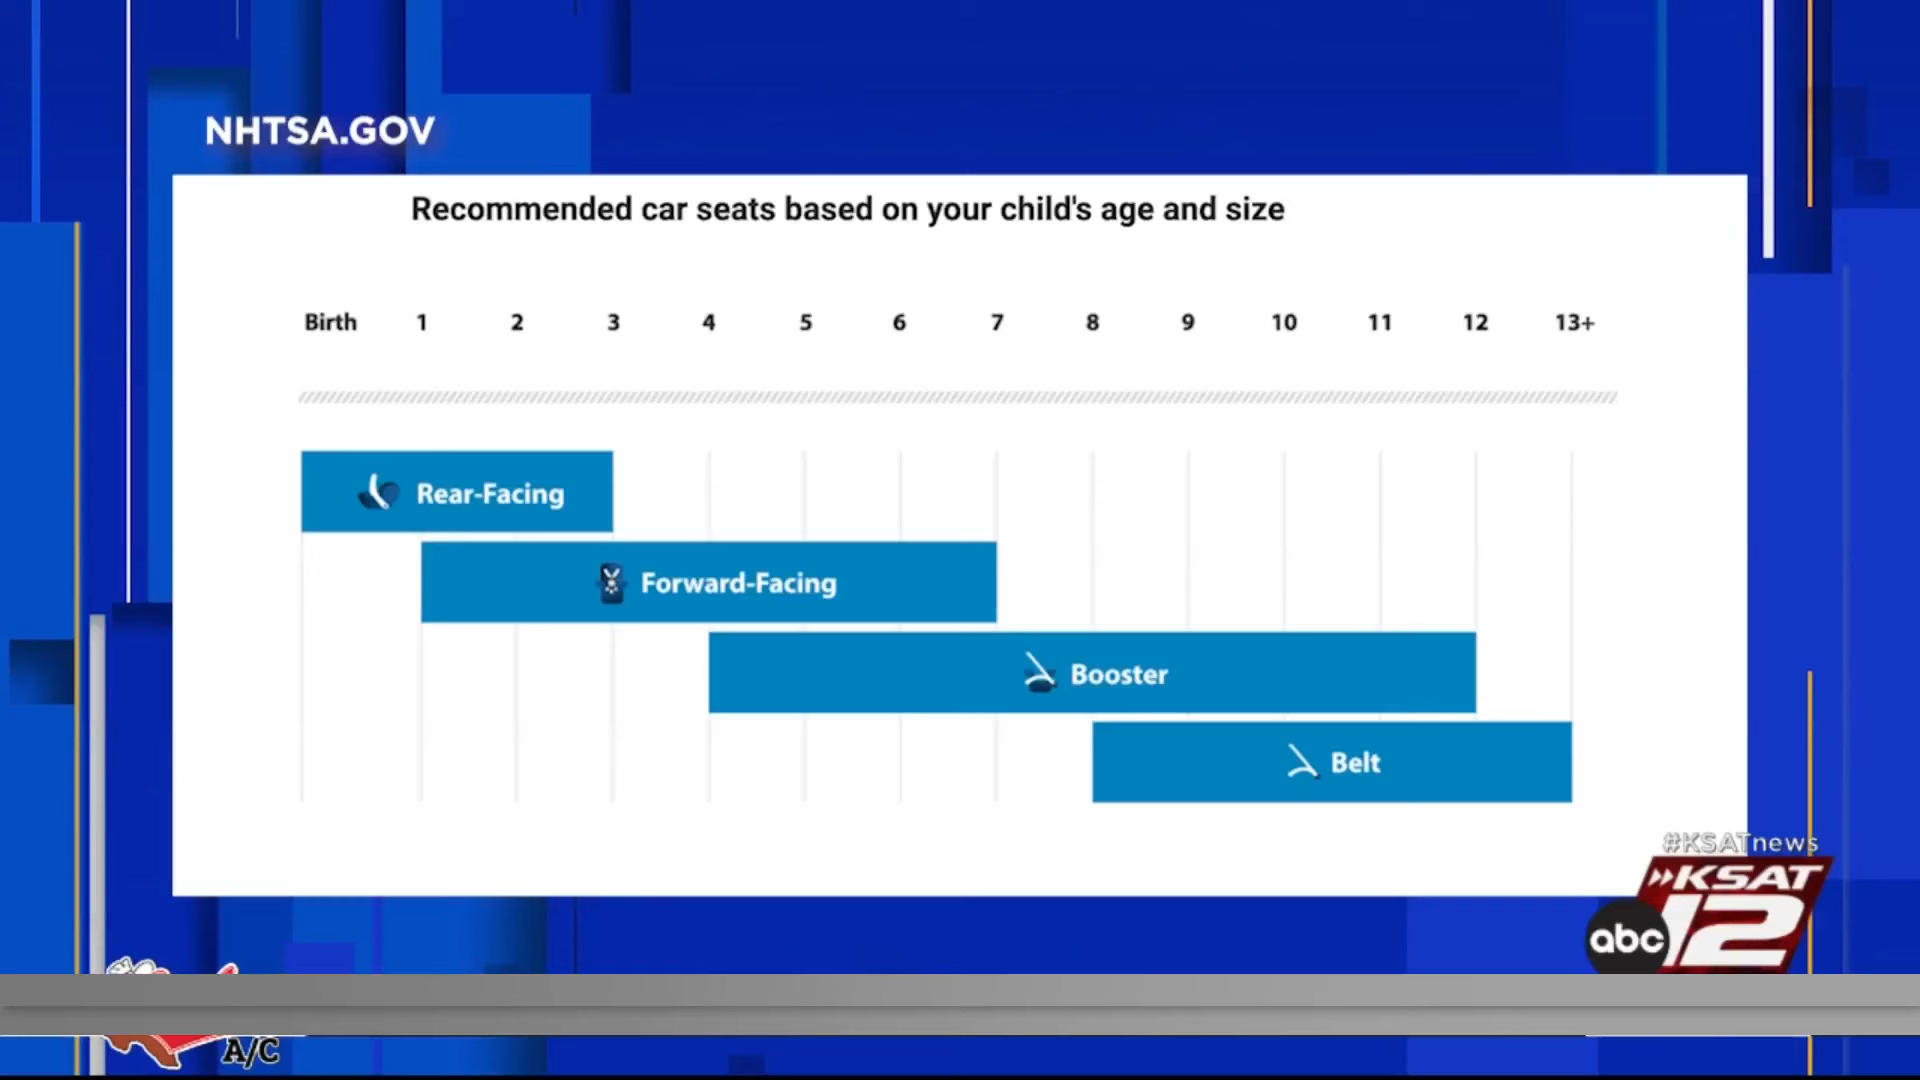 NHTSA.GOV
Recommended car seats based on your child's age and size
Birth 1 2 3 4 5 6 7 8 9 10 11 12 13+
Rear-Facing
Forward-Facing
Booster
Belt
#KSATnews
KSAT
12
abc
A/C